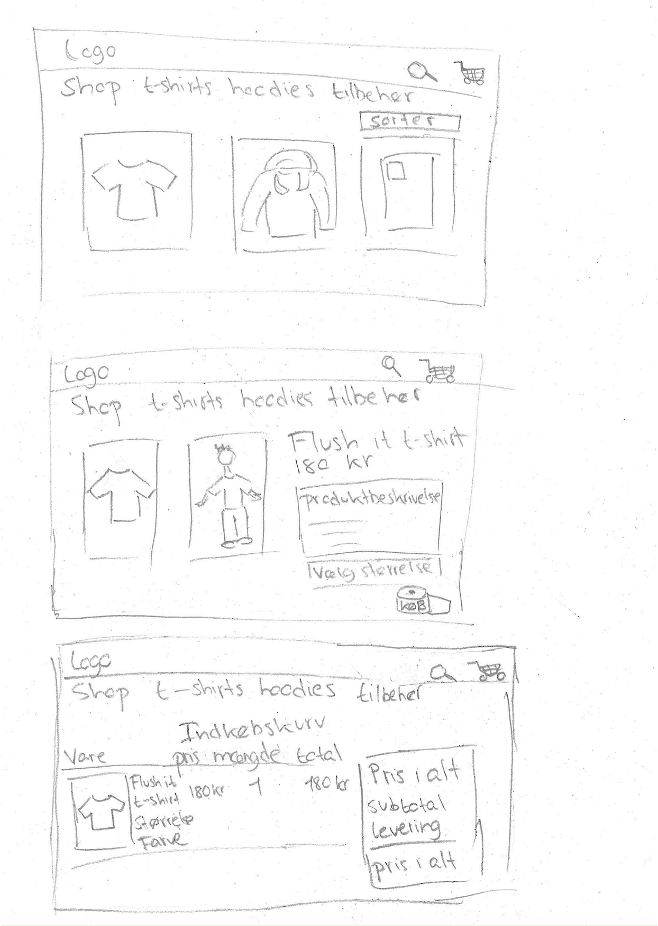 Logo
Shop t-shirts hoodies tilbehør
sorter
Logo
Shop t-shirts hoodies tilbehør
Flush it t-shirt
180 kr
produktbeskrivelse
Vælg størrelse
KØB
Logo
Shop t-shirts hoodies tilbehør
Indkøbskurv
Vare pris mængde total
Flush it
t-shirt
Størrelse
Farve
180 kr 1 180 kr
Pris i alt
subtotal
levering
pris i alt